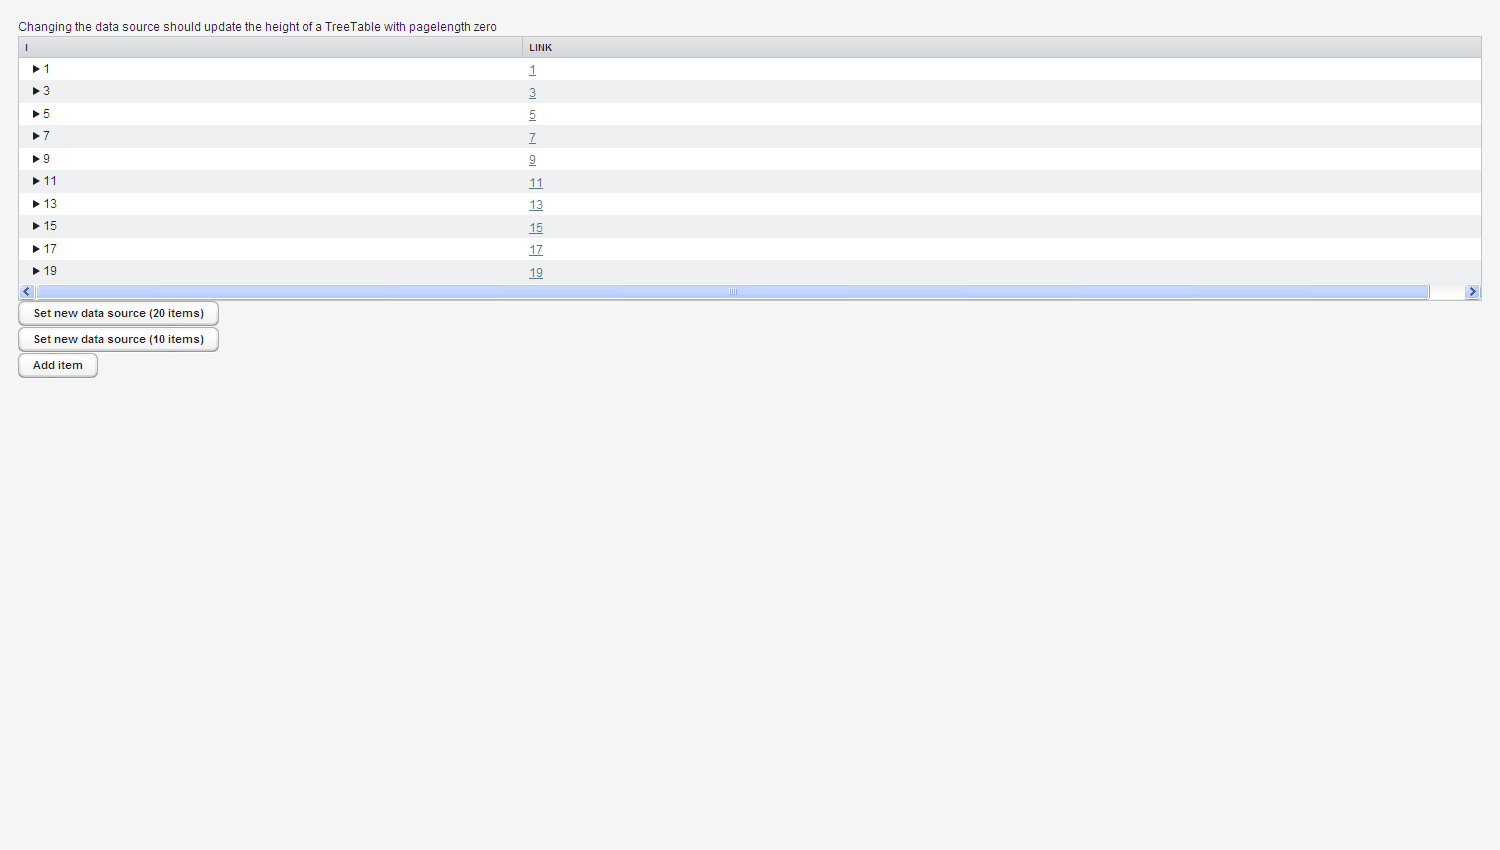 Changing the data source should update the height of a TreeTable with pagelength zero
I LINK
1 1
3 3
5 5
7 7
9 9
11 11
13 13
15 15
17 17
19 19
Set new data source (20 items)
Set new data source (10 items)
Add item